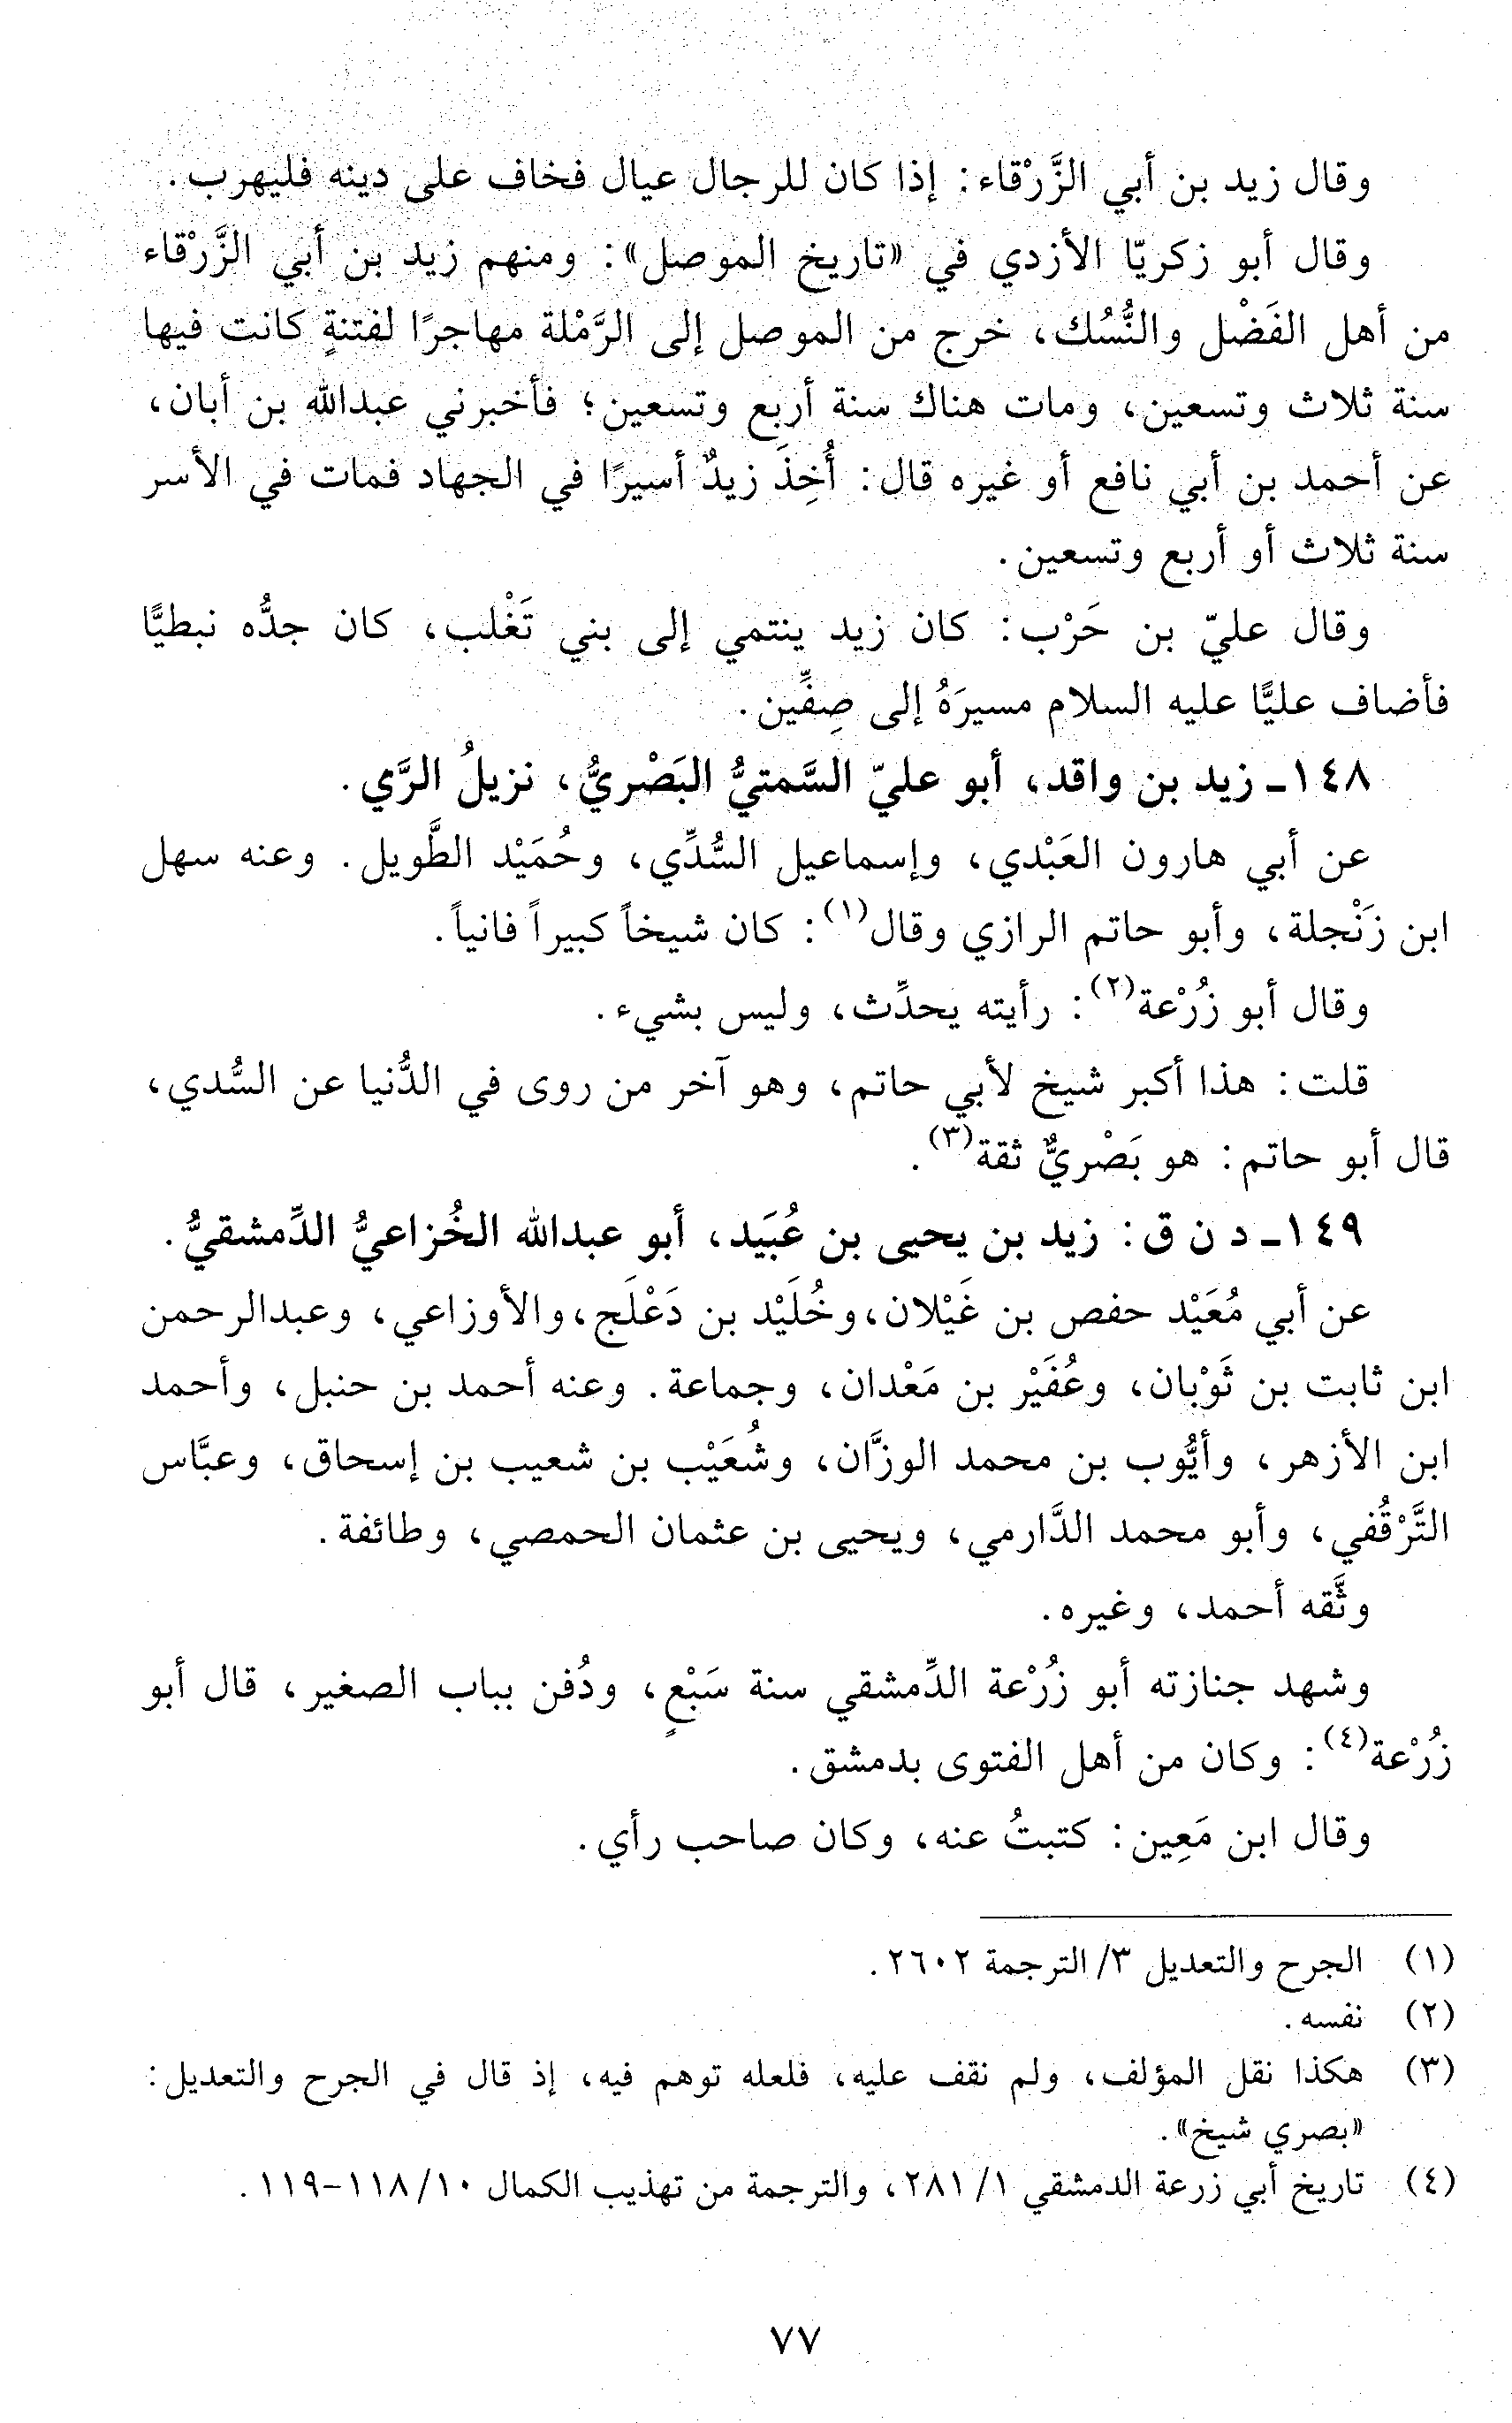 وقال زيد بن أبي الزَّرْقاء: إذا كان للرجال عيال فخاف على دينه فليهرب.
وقال أبو زكريّا الأزدي في «تاريخ الموصل»: ومنهم زيد بن أبي الزَّرْقاء
من أهل الفَضْل والنُّسُك، خرج من الموصل إلى الرَّمْلة مهاجرًا لفتنةٍ كانت فيها
سنة ثلاث وتسعين، ومات هناك سنة أربع وتسعين؛ فأخبرني عبدالله بن أبان،
عن أحمد بن أبي نافع أو غيره قال: أُخِذَ زيدٌ أسيرًا في الجهاد فمات في الأسر
سنة ثلاث أو أربع وتسعين.
وقال عليّ بن حَرْب: كان زيد ينتمي إلى بني تَغْلب، كان جدُّه نبطيًّا
فأضاف عليًّا عليه السلام مسيرَهُ إلى صِفِّين.
١٤٨- زيد بن واقد، أبو عليّ السَّمتيُّ البَصْريُّ، نزيلُ الرَّي.
عن أبي هارون العَبْدي، وإسماعيل السُّدِّي، وحُمَيْد الطَّويل. وعنه سهل
ابن زَنْجلة، وأبو حاتم الرازي وقال(١): كان شيخاً كبيراً فانياً.
وقال أبو زُرْعة(٢): رأيته يحدِّث، وليس بشيء.
قلت: هذا أكبر شيخ لأبي حاتم، وهو آخر من روى في الدُّنيا عن السُّدي،
قال أبو حاتم: هو بَصْريٌّ ثقة(٣).
١٤٩- د ن ق: زيد بن يحيى بن عُبَيد، أبو عبدالله الخُزاعيُّ الدِّمشقيُّ.
عن أبي مُعَيْد حفص بن غَيْلان، وخُلَيْد بن دَعْلَج، والأوزاعي، وعبدالرحمن
ابن ثابت بن ثَوْبان، وعُفَيْر بن مَعْدان، وجماعة. وعنه أحمد بن حنبل، وأحمد
ابن الأزهر، وأيُّوب بن محمد الوزَّان، وشُعَيْب بن شعيب بن إسحاق، وعبَّاس
التَّرْقُفي، وأبو محمد الدَّارمي، ويحيى بن عثمان الحمصي، وطائفة.
وثَّقه أحمد، وغيره.
وشهد جنازته أبو زُرْعة الدِّمشقي سنة سَبْعٍ، ودُفن بباب الصغير، قال أبو
زُرْعة(٤): وكان من أهل الفتوى بدمشق.
وقال ابن مَعِين: كتبتُ عنه، وكان صاحب رأي.
(١) الجرح والتعديل ٣/ الترجمة ٢٦٠٢.
(٢) نفسه.
(٣) هكذا نقل المؤلف، ولم نقف عليه، فلعله توهم فيه، إذ قال في الجرح والتعديل:
«بصري شيخ».
(٤) تاريخ أبي زرعة الدمشقي ١/ ٢٨١، والترجمة من تهذيب الكمال ١٠/ ١١٨-١١٩.
٧٧